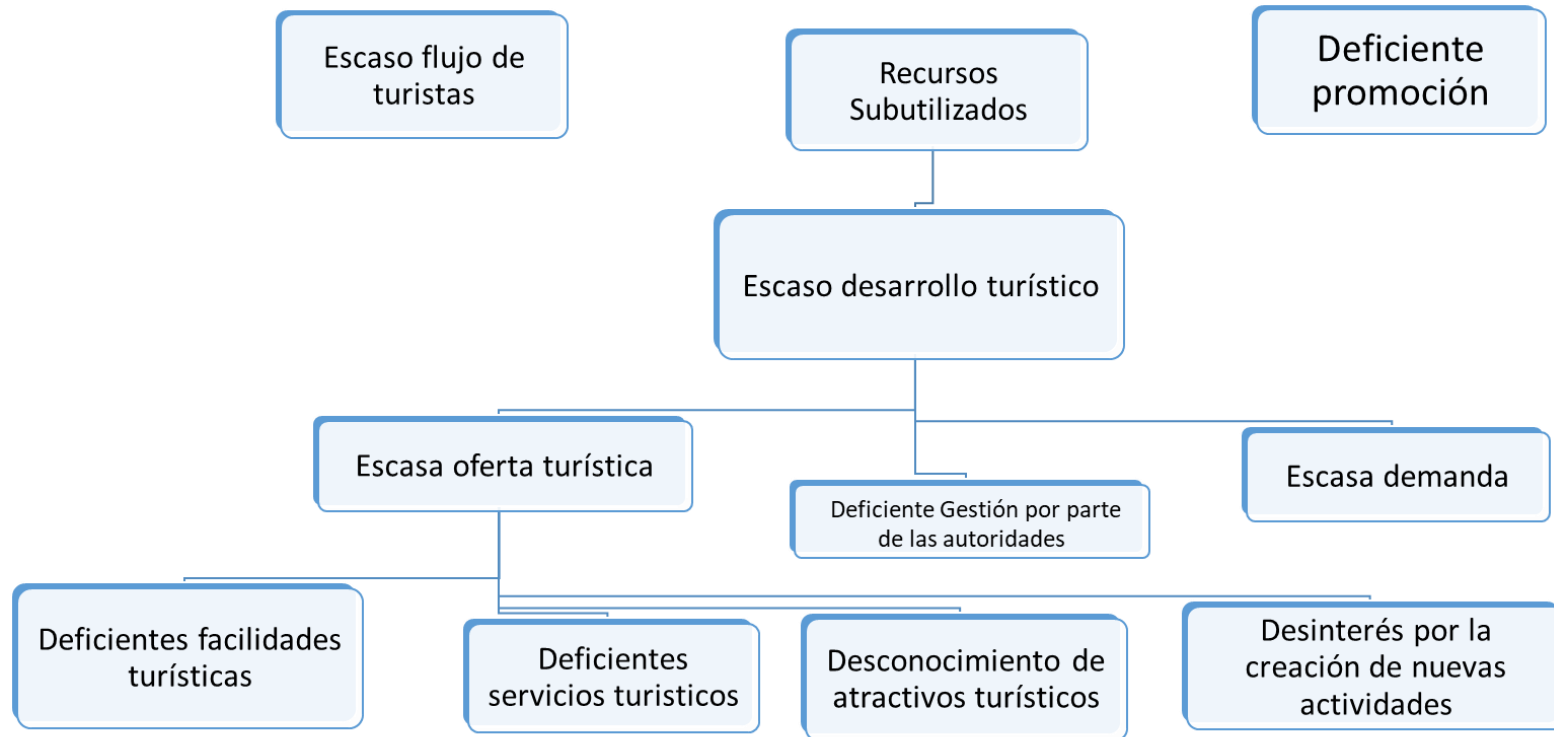 Escaso flujo de
turistas
Recursos
Subutilizados
Deficiente
promoción
Escaso desarrollo turístico
Escasa oferta turística
Deficiente Gestión por parte
de las autoridades
Escasa demanda
Deficientes facilidades
turísticas
Deficientes
servicios turisticos
Desconocimiento de
atractivos turísticos
Desinterés por la
creación de nuevas
actividades